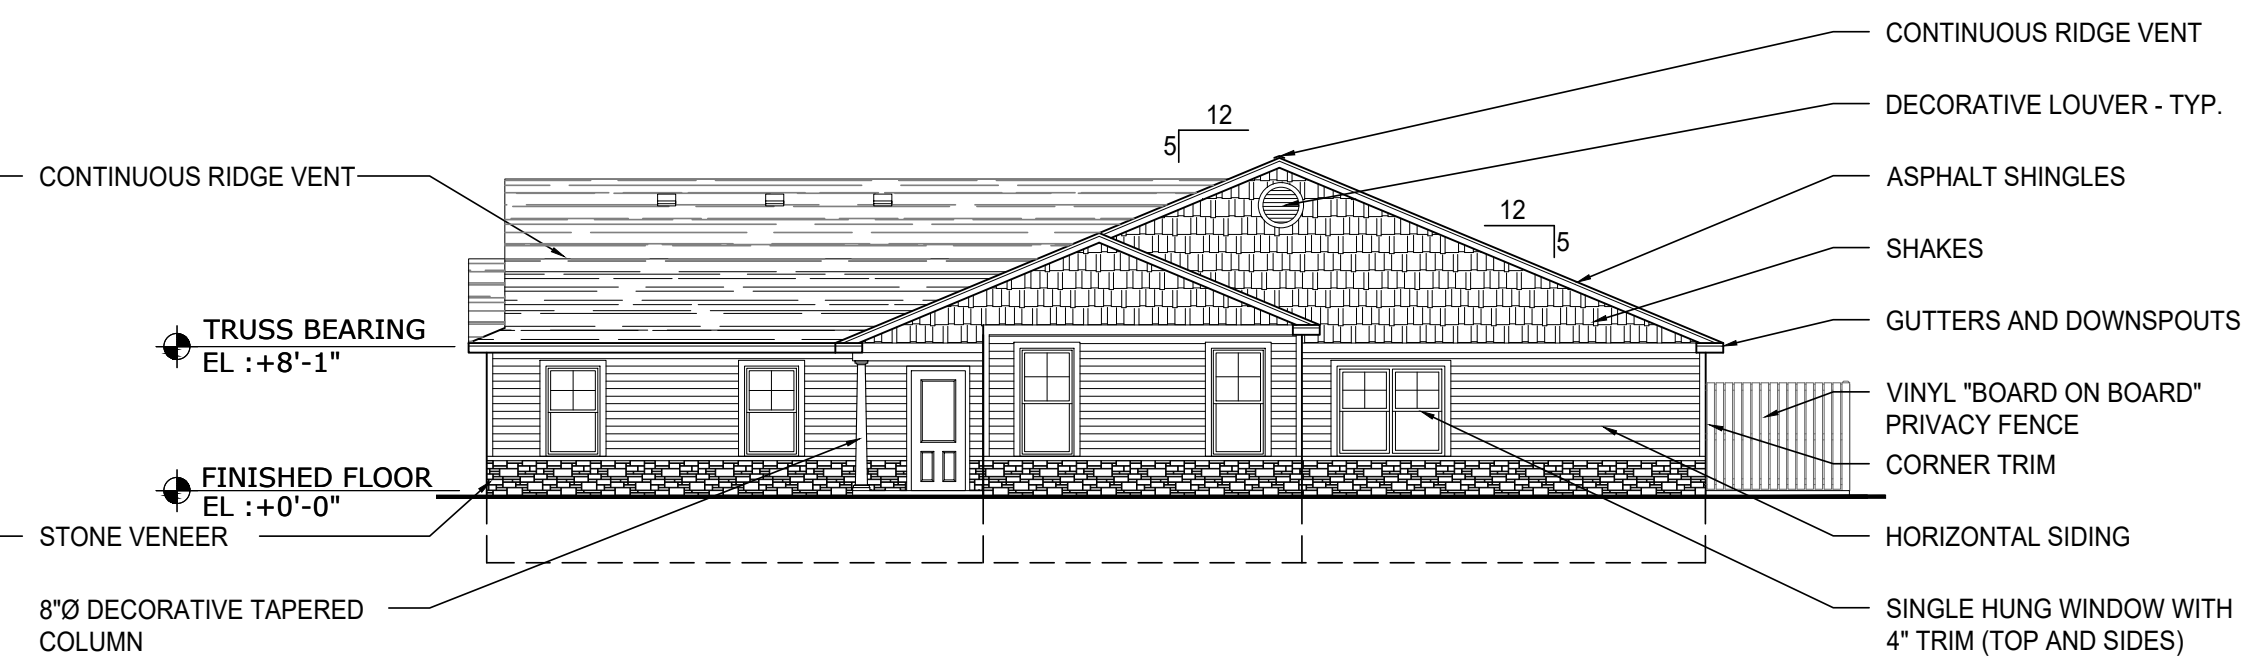 CONTINUOUS RIDGE VENT
DECORATIVE LOUVER - TYP.
12
5
CONTINUOUS RIDGE VENT
ASPHALT SHINGLES
12
5
SHAKES
GUTTERS AND DOWNSPOUTS
TRUSS BEARING
EL :+8'-1"
VINYL "BOARD ON BOARD"
PRIVACY FENCE
CORNER TRIM
FINISHED FLOOR
EL :+0'-0"
STONE VENEER
HORIZONTAL SIDING
8"Ø DECORATIVE TAPERED
COLUMN
SINGLE HUNG WINDOW WITH
4" TRIM (TOP AND SIDES)